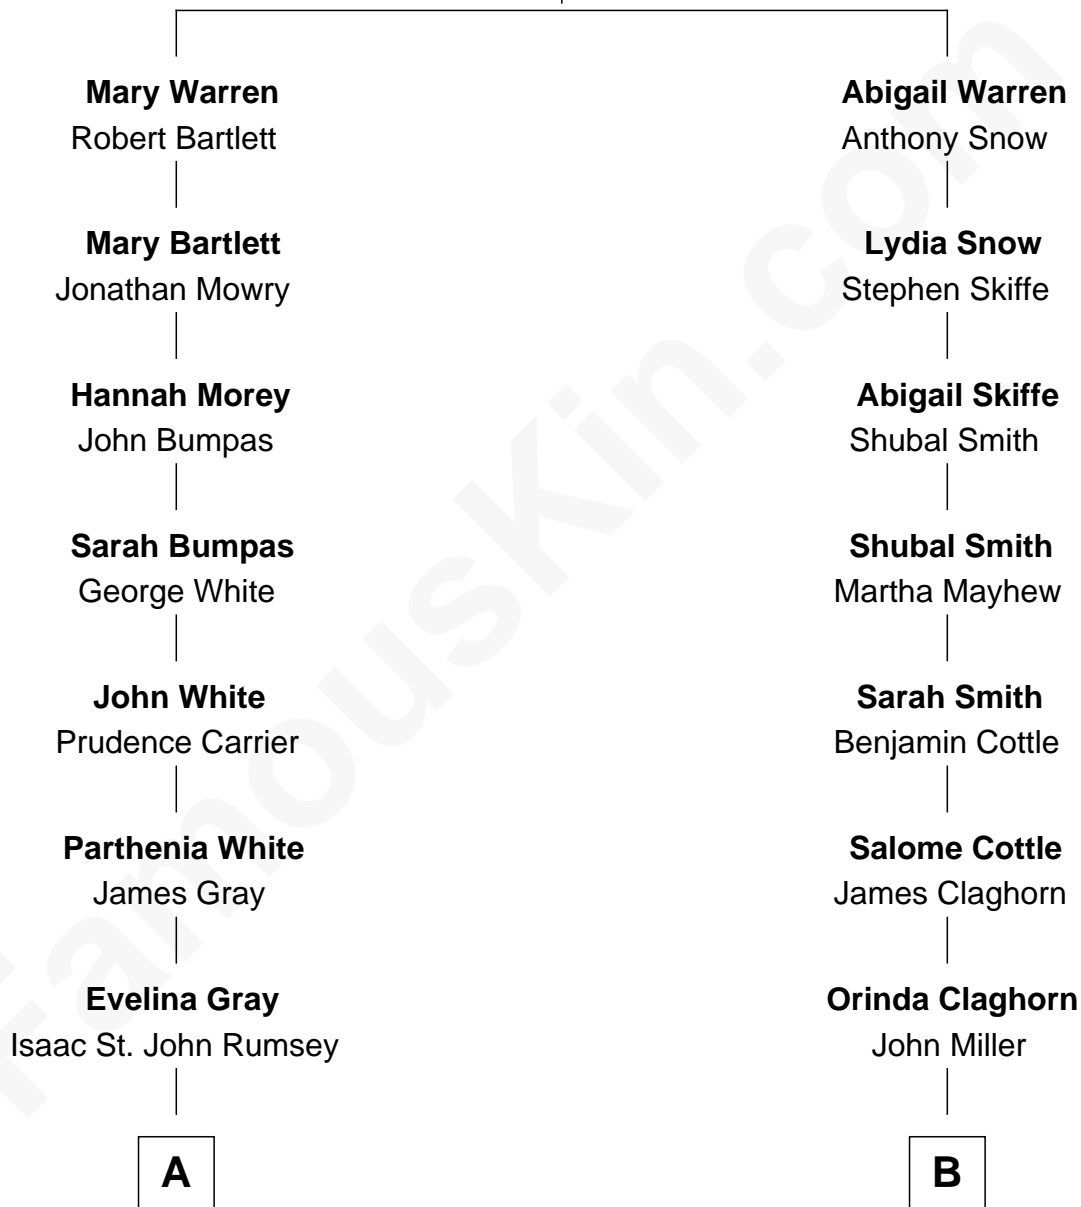 Mary Warren
Robert Bartlett
Mary Bartlett
Jonathan Mowry
Hannah Morey
John Bumpas
Sarah Bumpas
George White
John White
Prudence Carrier
Parthenia White
James Gray
Evelina Gray
Isaac St. John Rumsey
A
Abigail Warren
Anthony Snow
Lydia Snow
Stephen Skiffe
Abigail Skiffe
Shubal Smith
Shubal Smith
Martha Mayhew
Sarah Smith
Benjamin Cottle
Salome Cottle
James Claghorn
Orinda Claghorn
John Miller
B
FamousKin.com